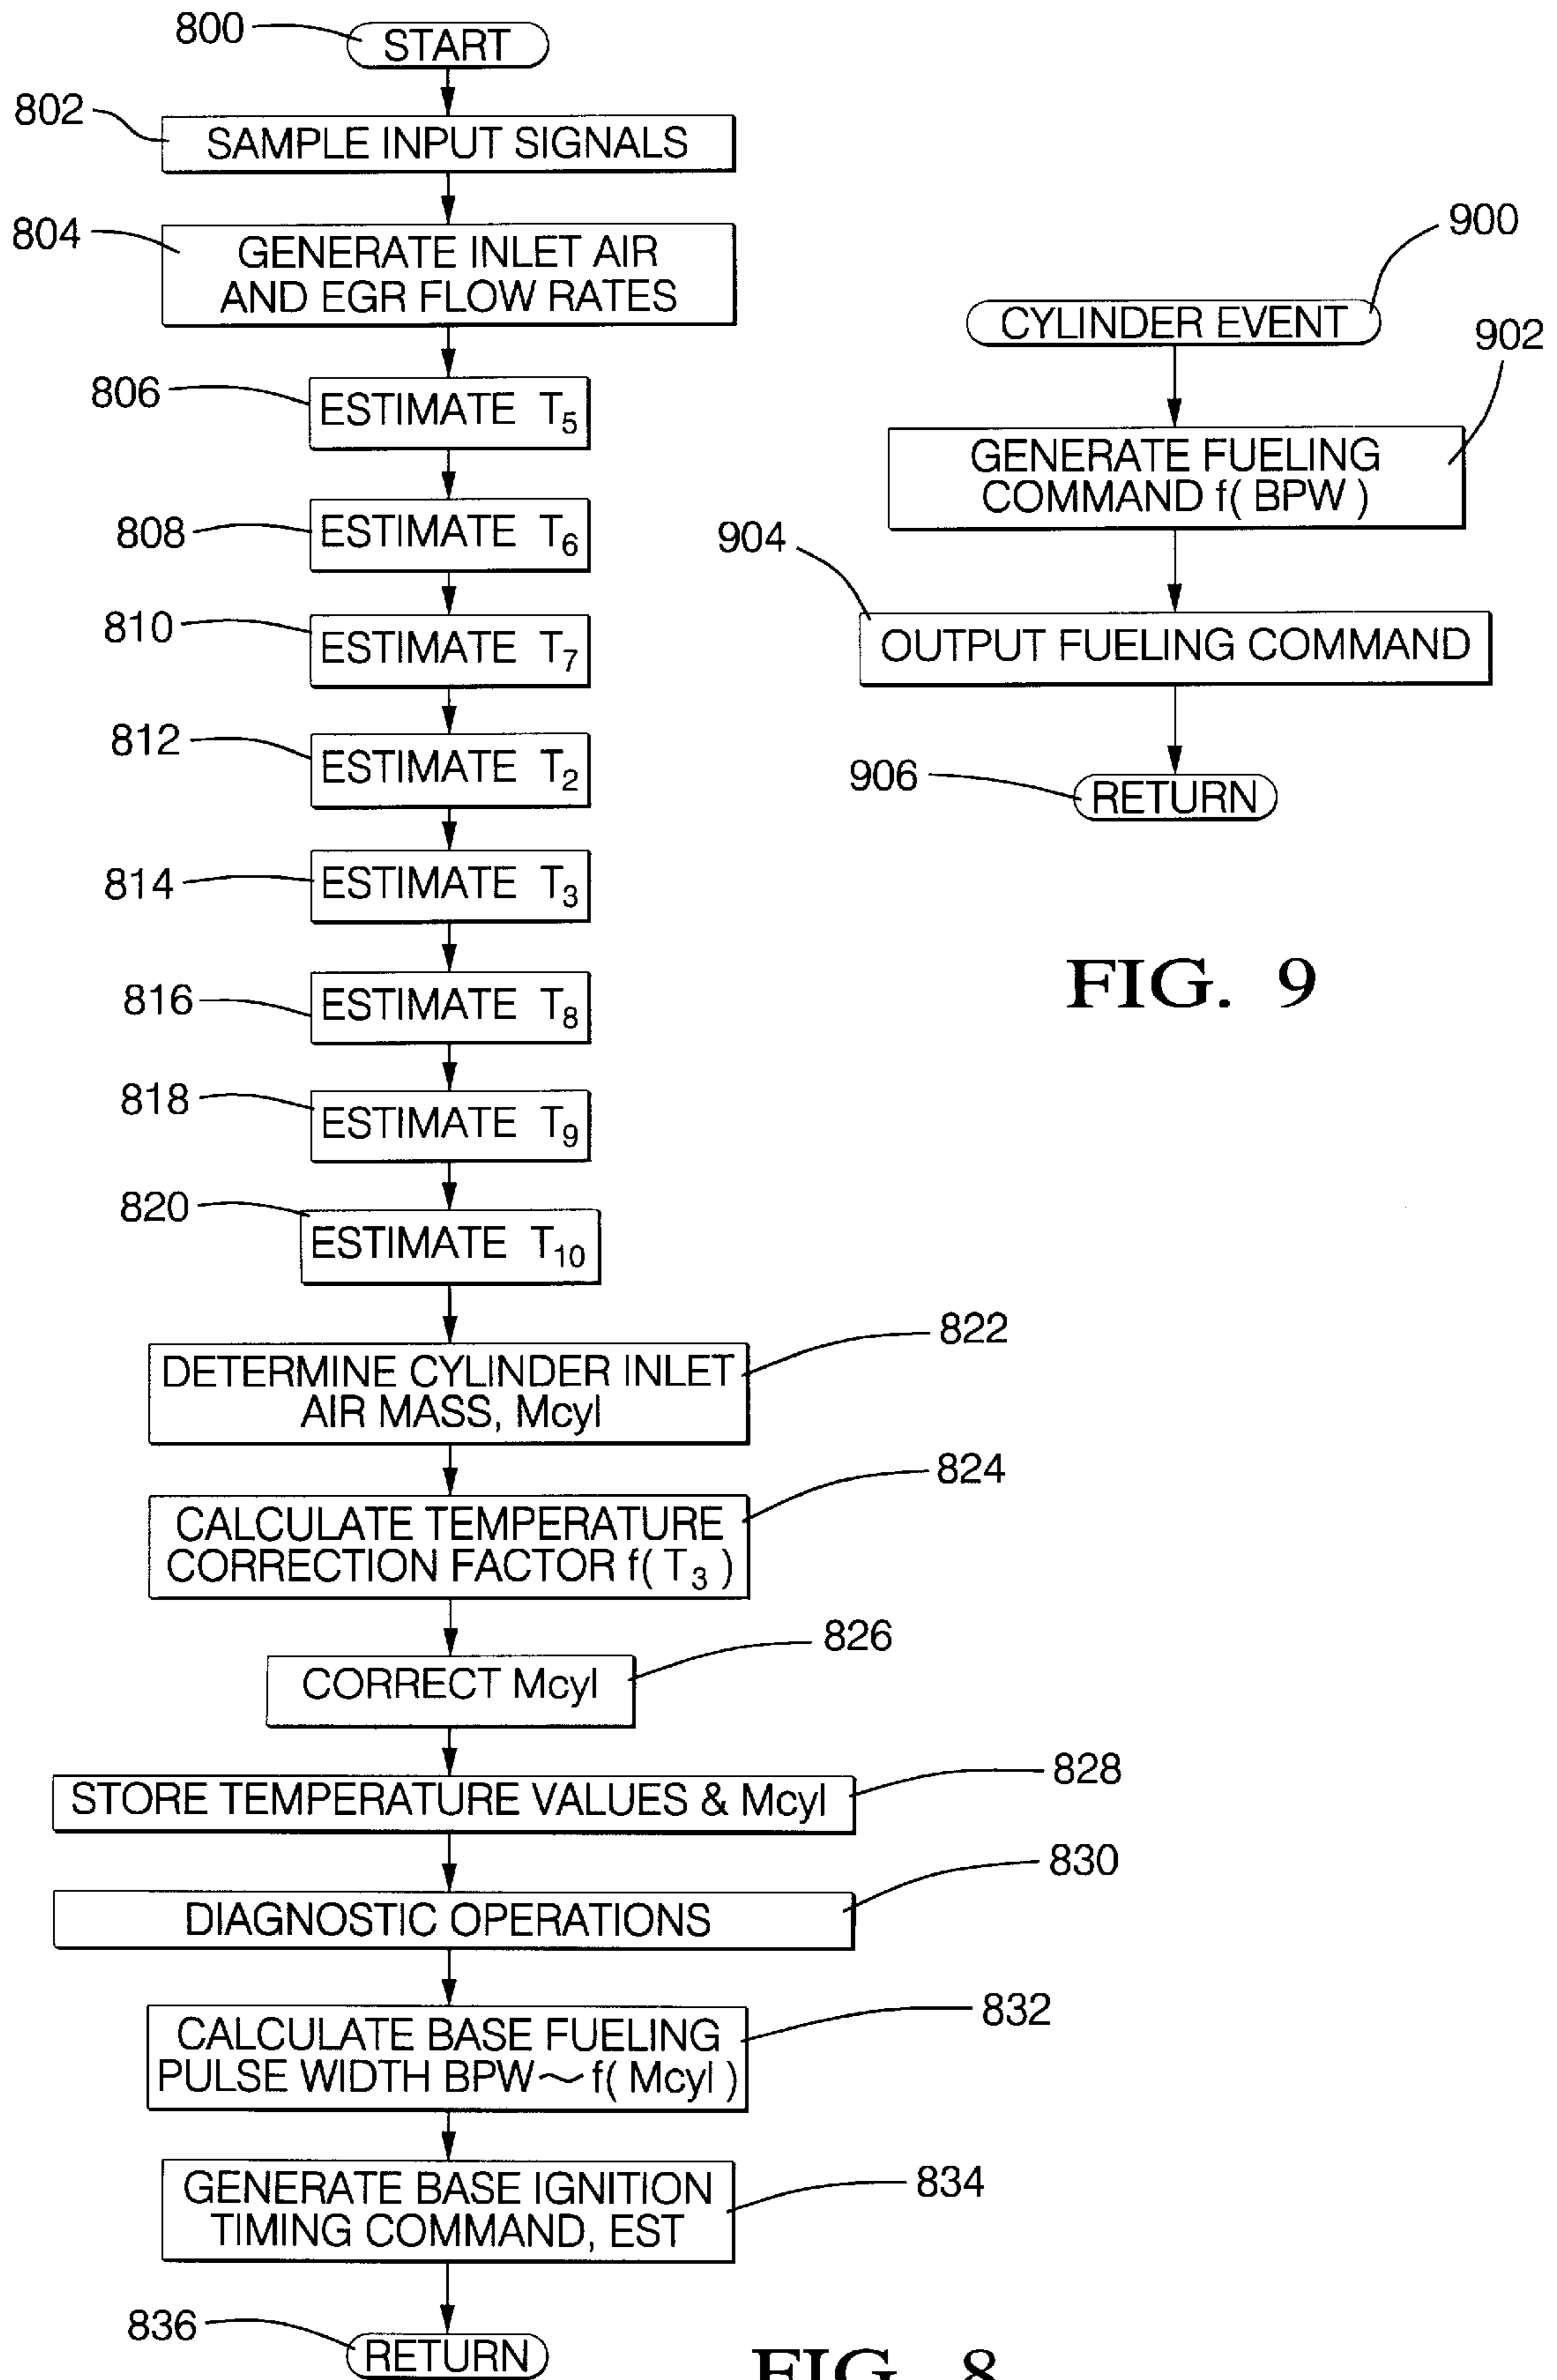 800
START
802
SAMPLE INPUT SIGNALS
804
GENERATE INLET AIR
AND EGR FLOW RATES
806
ESTIMATE T5
808
ESTIMATE T6
810
ESTIMATE T7
812
ESTIMATE T2
814
ESTIMATE T3
816
ESTIMATE T8
818
ESTIMATE T9
820
ESTIMATE T10
822
DETERMINE CYLINDER INLET
AIR MASS, Mcyl
824
CALCULATE TEMPERATURE
CORRECTION FACTOR f( T3 )
826
CORRECT Mcyl
828
STORE TEMPERATURE VALUES & Mcyl
830
DIAGNOSTIC OPERATIONS
832
CALCULATE BASE FUELING
PULSE WIDTH BPW~f( Mcyl )
834
GENERATE BASE IGNITION
TIMING COMMAND, EST
836
RETURN
FIG. 8
900
CYLINDER EVENT
902
GENERATE FUELING
COMMAND f( BPW )
904
OUTPUT FUELING COMMAND
906
RETURN
FIG. 9